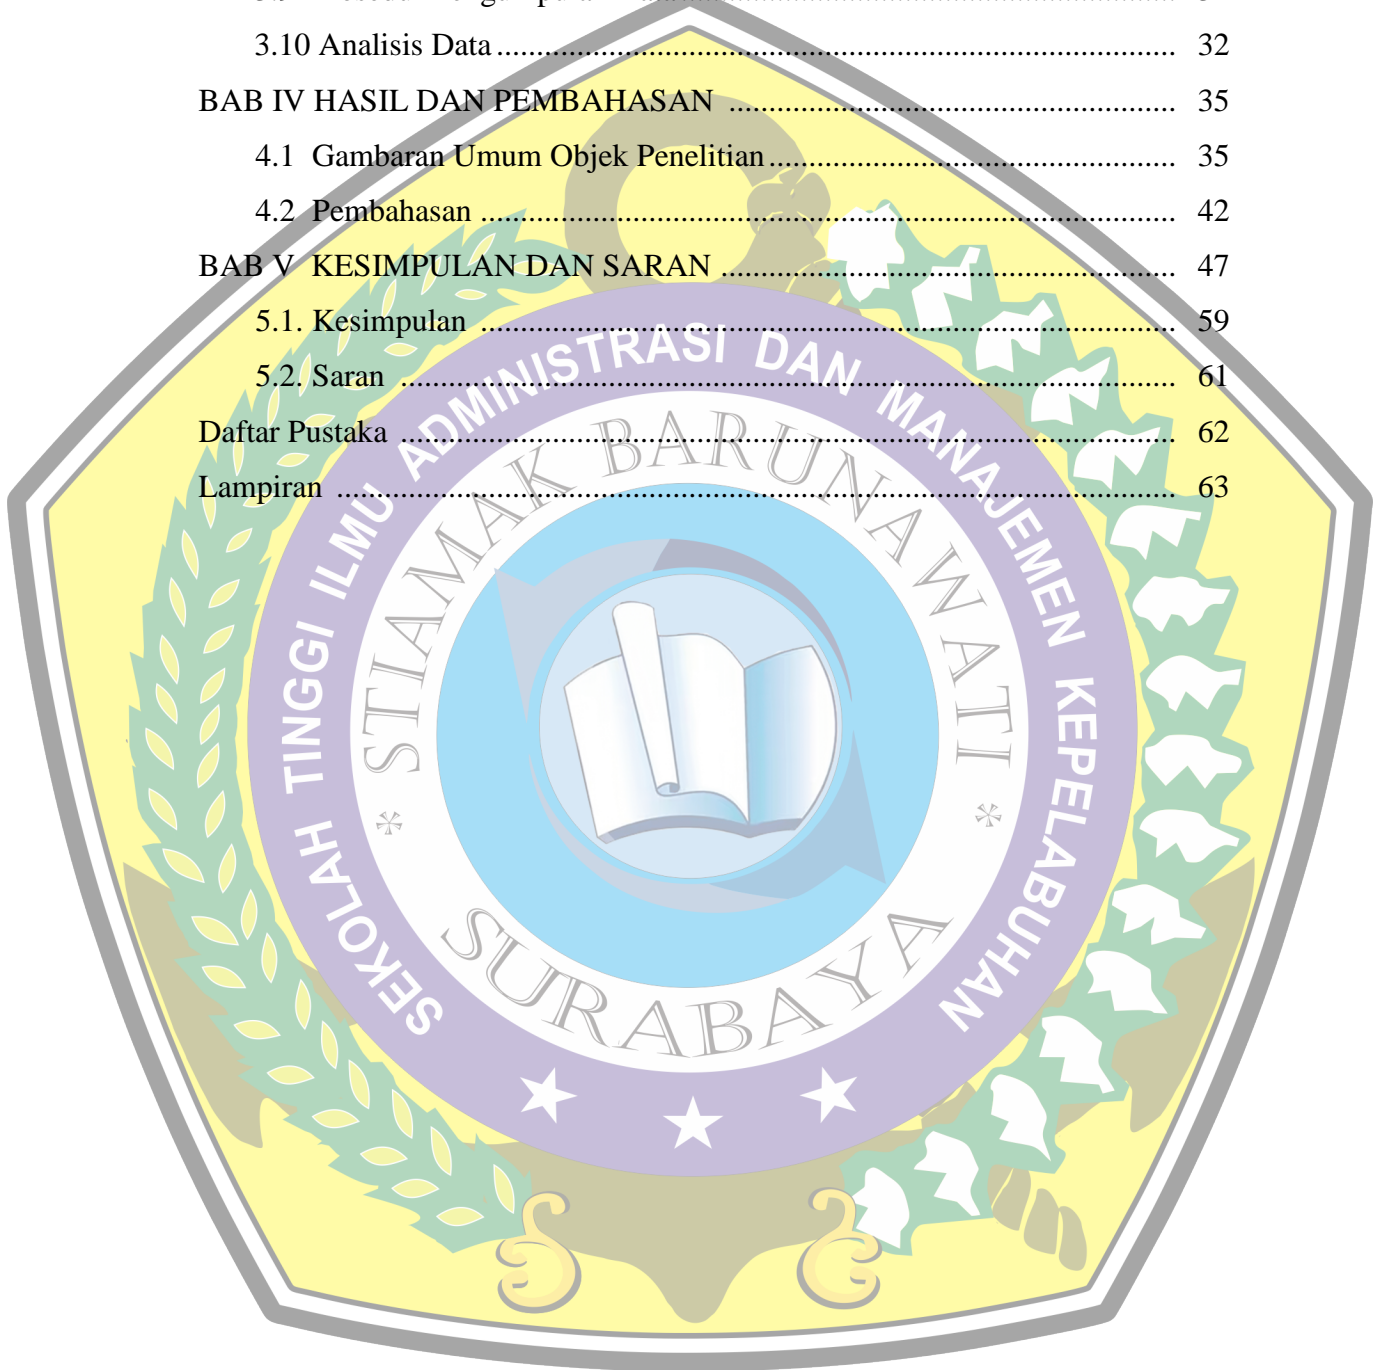 3.10 Analisis Data ........................................................................................ 32
BAB IV HASIL DAN PEMBAHASAN ......................................................... 35
4.1 Gambaran Umum Objek Penelitian .................................................... 35
4.2 Pembahasan ......................................................................................... 42
BAB V KESIMPULAN DAN SARAN .......................................................... 47
5.1. Kesimpulan ......................................................................................... 59
5.2. Saran ................................................................................................... 61
Daftar Pustaka ................................................................................................... 62
Lampiran ........................................................................................................... 63
SEKOLAH TINGGI ILMU ADMINISTRASI DAN MANAJEMEN KEPELABUHAN
* STIAMAK BARUNAWATI *
SURABAYA